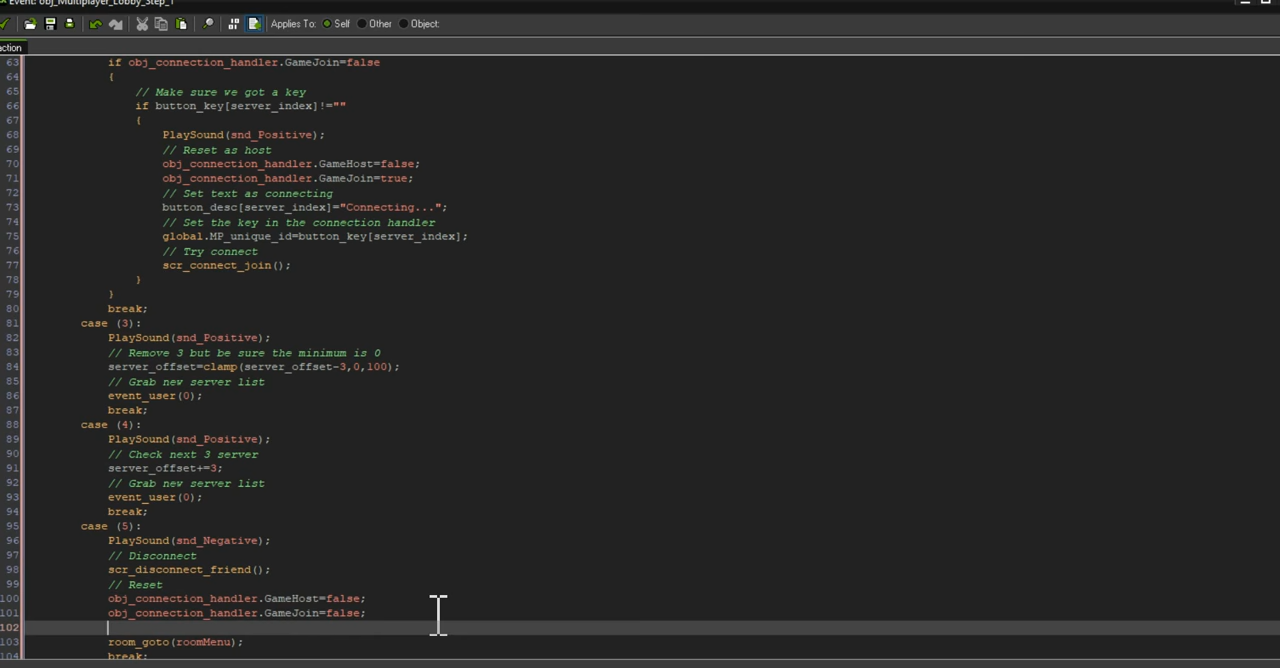 Event: obj_Multiplayer_Lobby_Step_1
Applies To: Self Other Object:
action
63 if obj_connection_handler.GameJoin=false
64 {
65 // Make sure we got a key
66 if button_key[server_index]!=""
67 {
68 PlaySound(snd_Positive);
69 // Reset as host
70 obj_connection_handler.GameHost=false;
71 obj_connection_handler.GameJoin=true;
72 // Set text as connecting
73 button_desc[server_index]="Connecting...";
74 // Set the key in the connection handler
75 global.MP_unique_id=button_key[server_index];
76 // Try connect
77 scr_connect_join();
78 }
79 }
80 break;
81 case (3):
82 PlaySound(snd_Positive);
83 // Remove 3 but be sure the minimum is 0
84 server_offset=clamp(server_offset-3,0,100);
85 // Grab new server list
86 event_user(0);
87 break;
88 case (4):
89 PlaySound(snd_Positive);
90 // Check next 3 server
91 server_offset+=3;
92 // Grab new server list
93 event_user(0);
94 break;
95 case (5):
96 PlaySound(snd_Negative);
97 // Disconnect
98 scr_disconnect_friend();
99 // Reset
100 obj_connection_handler.GameHost=false;
101 obj_connection_handler.GameJoin=false;
102
103 room_goto(roomMenu);
104 break;